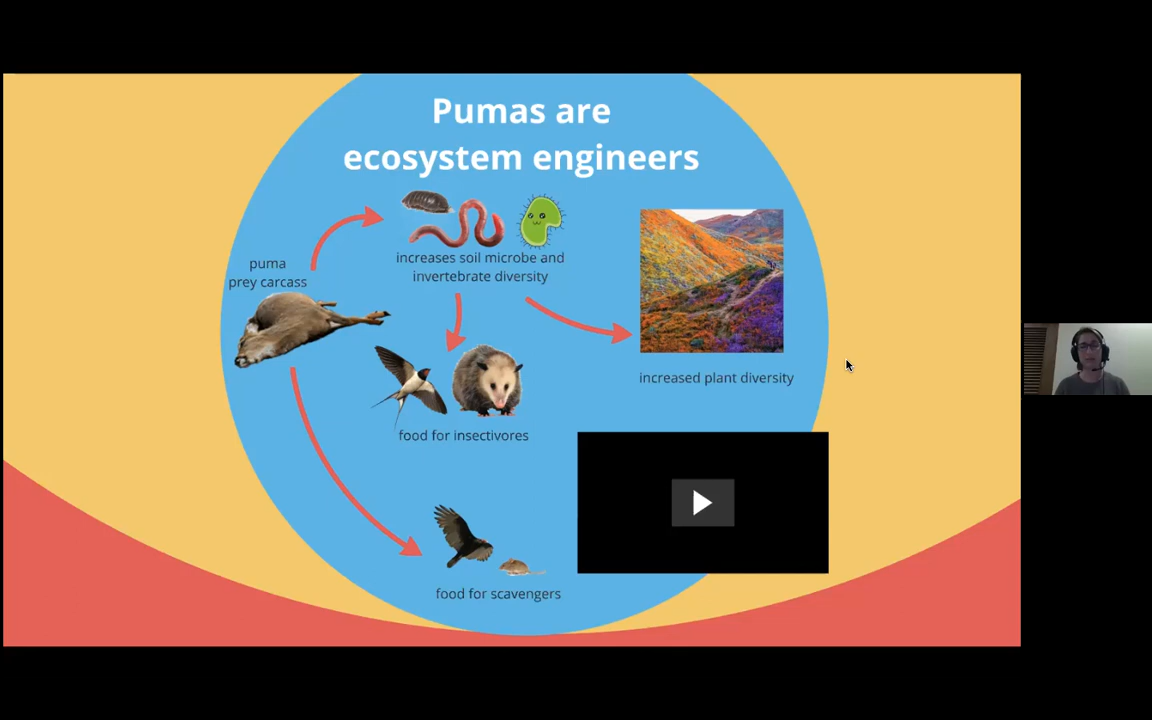 Pumas are
ecosystem engineers
puma
prey carcass
increases soil microbe and
invertebrate diversity
increased plant diversity
food for insectivores
food for scavengers